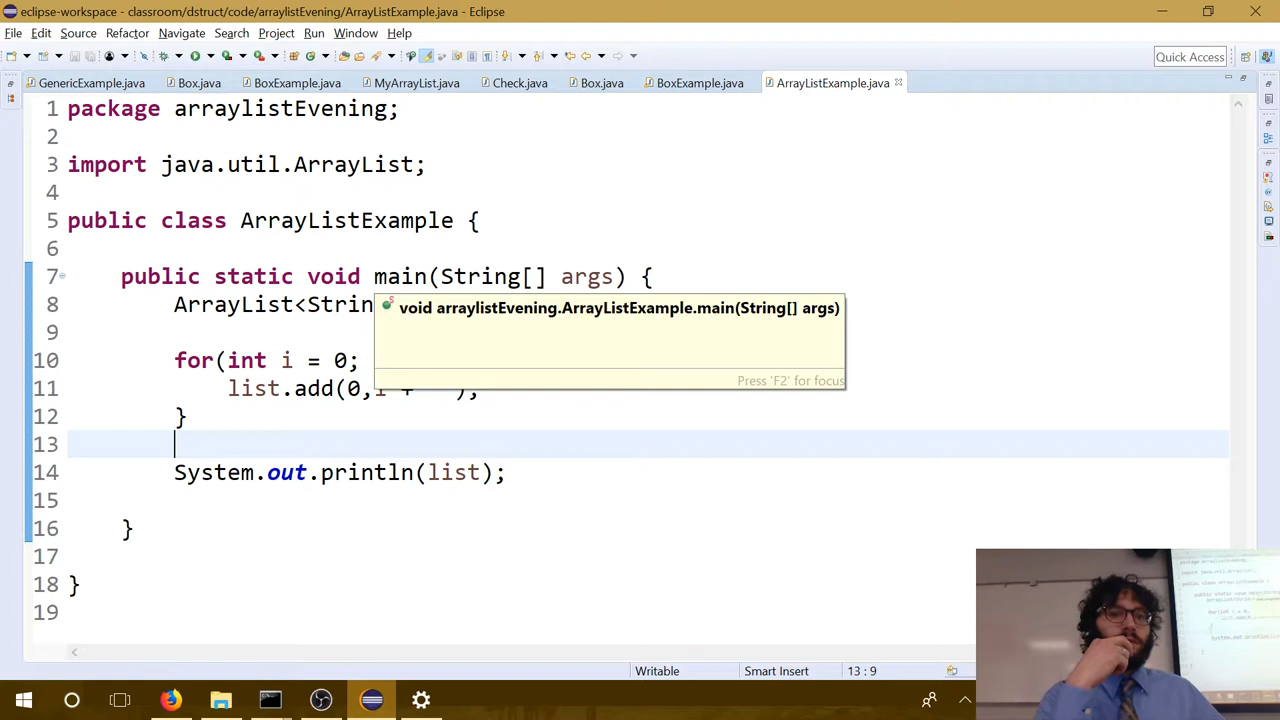 eclipse-workspace - classroom/dstruct/code/arraylistEvening/ArrayListExample.java - Eclipse
File Edit Source Refactor Navigate Search Project Run Window Help
Quick Access
GenericExample.java Box.java BoxExample.java MyArrayList.java Check.java Box.java BoxExample.java ArrayListExample.java
1 package arraylistEvening;
2
3 import java.util.ArrayList;
4
5 public class ArrayListExample {
6
7 public static void main(String[] args) {
8 ArrayList<Strin
void arraylistEvening.ArrayListExample.main(String[] args)
9
10 for(int i = 0;
Press 'F2' for focus
11 list.add(0,i + );
12 }
13
14 System.out.println(list);
15
16 }
17
18 }
19
Writable Smart Insert 13 : 9